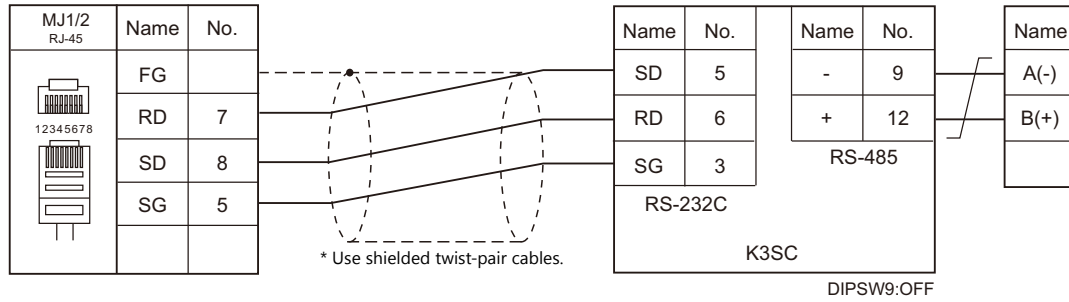 MJ1/2
RJ-45
Name No.
12345678
FG
RD 7
SD 8
SG 5
* Use shielded twist-pair cables.
Name No.
SD 5
RD 6
SG 3
RS-232C
Name No.
- 9
+ 12
RS-485
K3SC
DIPSW9:OFF
Name
A(-)
B(+)